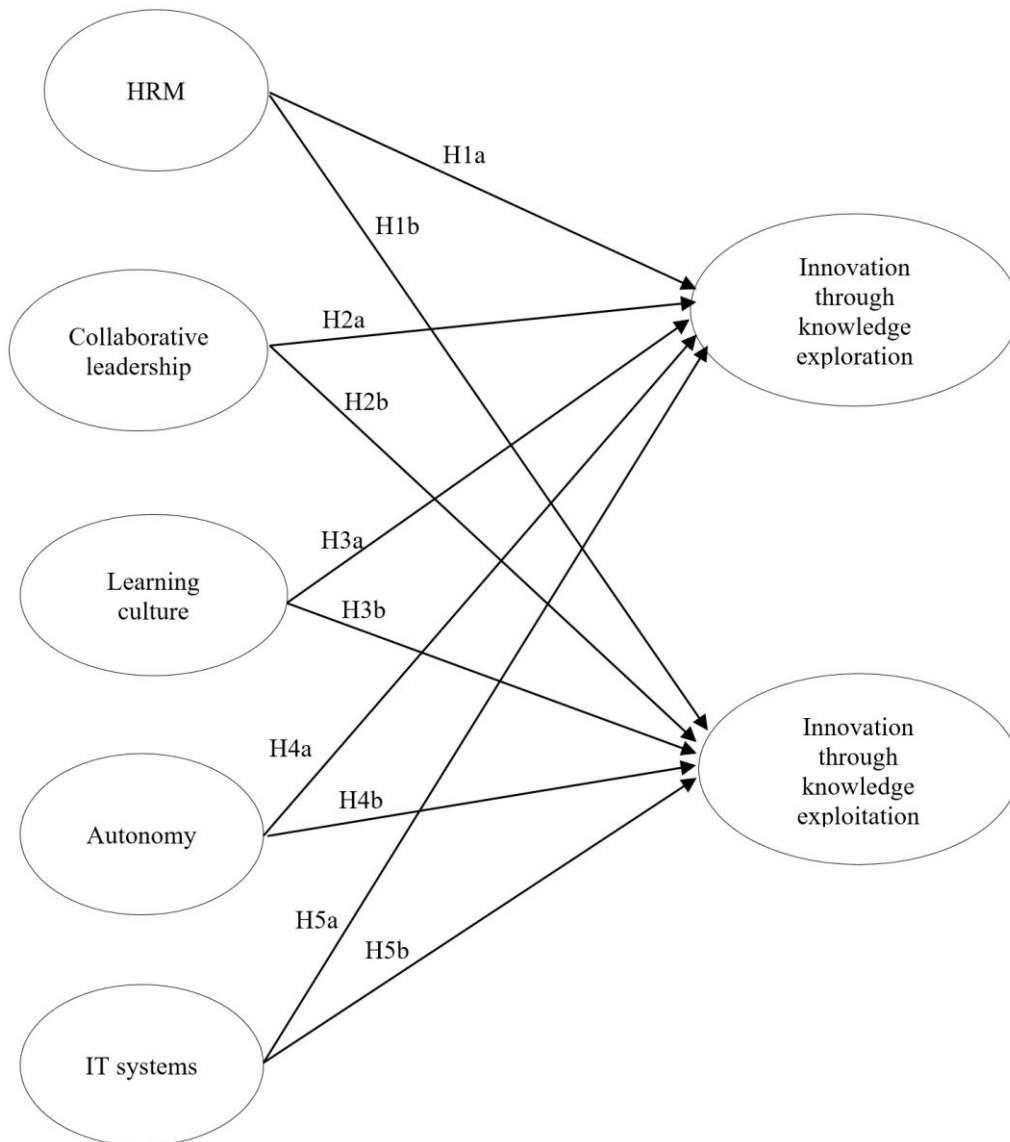 HRM
H1a
H1b
Innovation
through
knowledge
exploration
Collaborative
leadership
H2a
H2b
Learning
culture
H3a
H3b
Innovation
through
knowledge
exploitation
Autonomy
H4a
H4b
IT systems
H5a
H5b